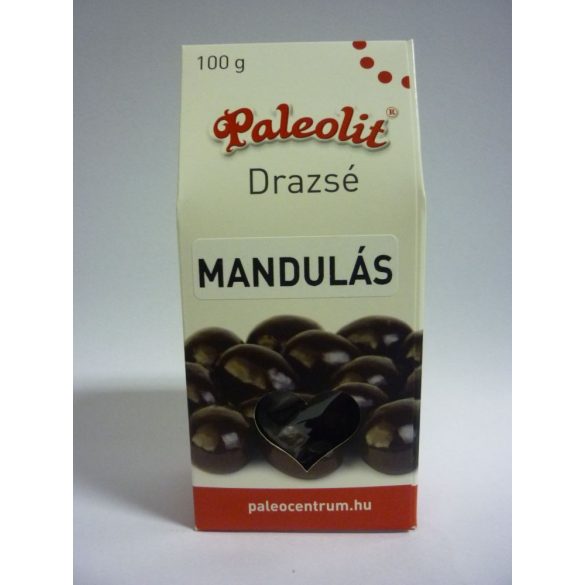 100 g
Paleolit®
Drazsé
MANDULÁS
paleocentrum.hu